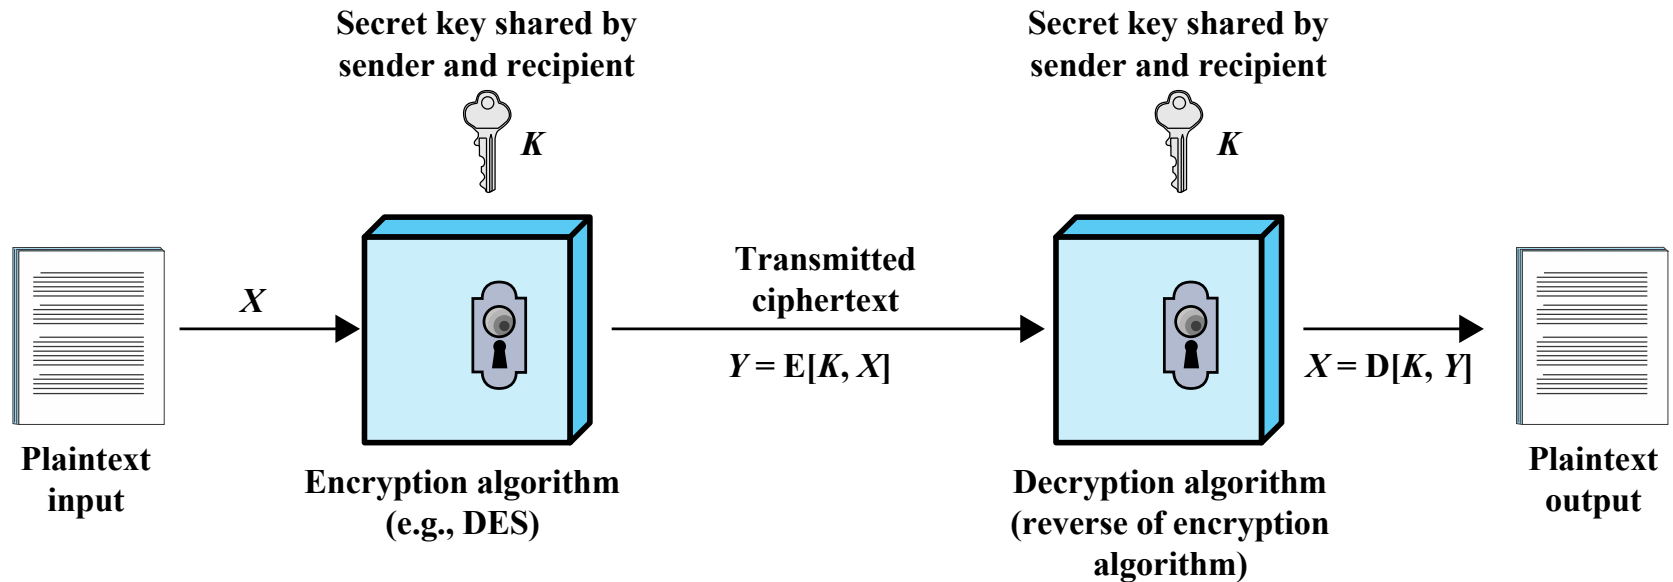 Secret key shared by
sender and recipient
K
Secret key shared by
sender and recipient
K
Plaintext
input
X
Encryption algorithm
(e.g., DES)
Transmitted
ciphertext
Y = E[K, X]
Decryption algorithm
(reverse of encryption
algorithm)
X = D[K, Y]
Plaintext
output